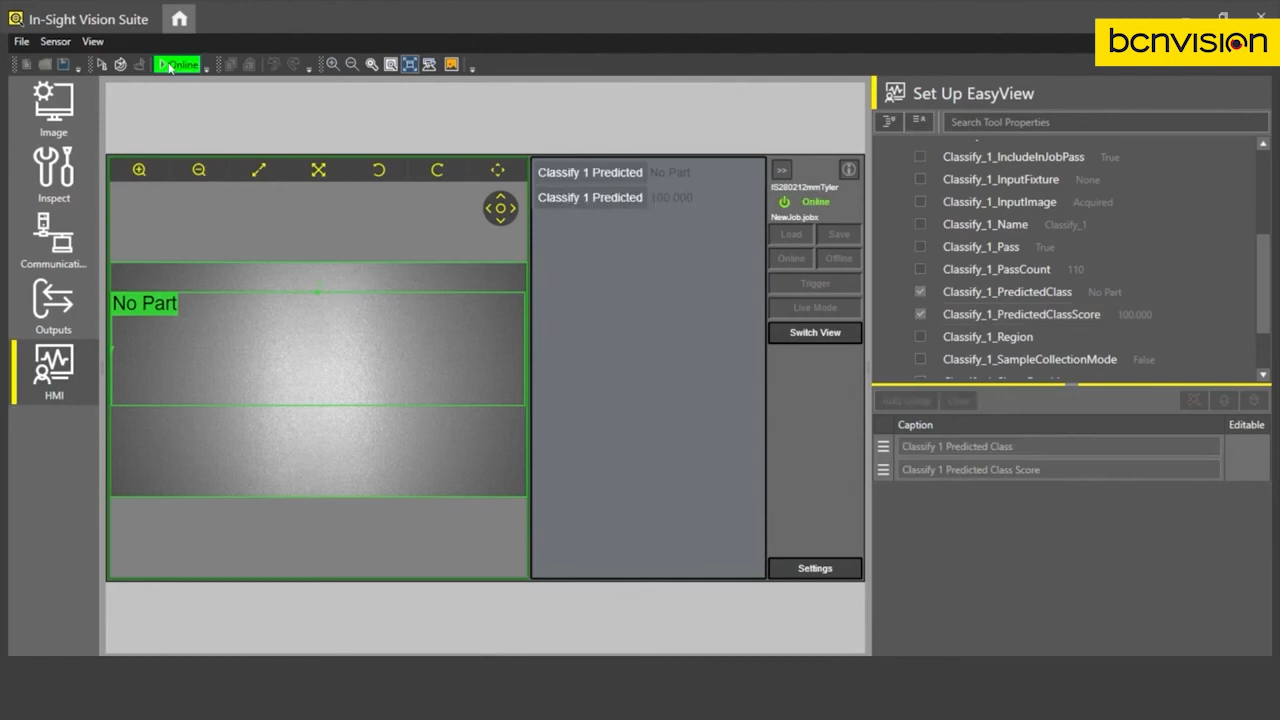 In-Sight Vision Suite
bcnvision
File Sensor View
Online
Image
Inspect
Communicati...
Outputs
HMI
No Part
Classify 1 Predicted No Part
Classify 1 Predicted 100.000
>>
IS280212mmTyler
Online
NewJob.jobx
Load Save
Online Offline
Trigger
Live Mode
Switch View
Settings
Set Up EasyView
Search Tool Properties
Classify_1_IncludeInJobPass True
Classify_1_InputFixture None
Classify_1_InputImage Acquired
Classify_1_Name Classify_1
Classify_1_Pass True
Classify_1_PassCount 110
Classify_1_PredictedClass No Part
Classify_1_PredictedClassScore 100.000
Classify_1_Region
Classify_1_SampleCollectionMode False
Caption Editable
Classify 1 Predicted Class
Classify 1 Predicted Class Score